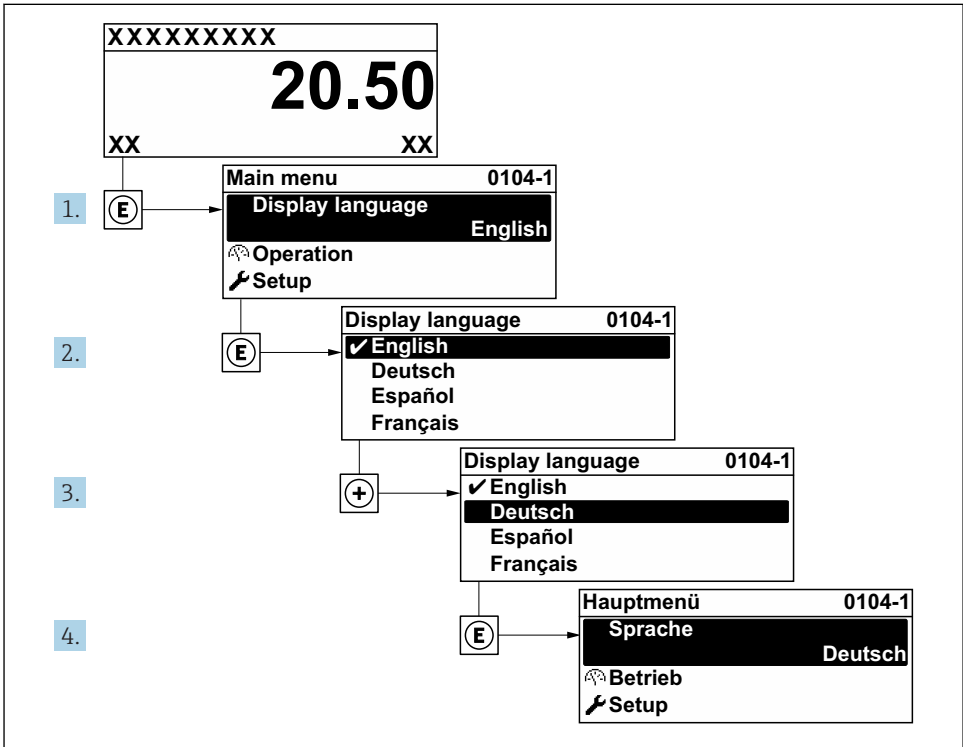 XXXXXXXXX
20.50
XX XX
1. E
Main menu 0104-1
Display language
English
Operation
Setup
2. E
Display language 0104-1
✔ English
Deutsch
Español
Français
3. +
Display language 0104-1
✔ English
Deutsch
Español
Français
4. E
Hauptmenü 0104-1
Sprache
Deutsch
Betrieb
Setup